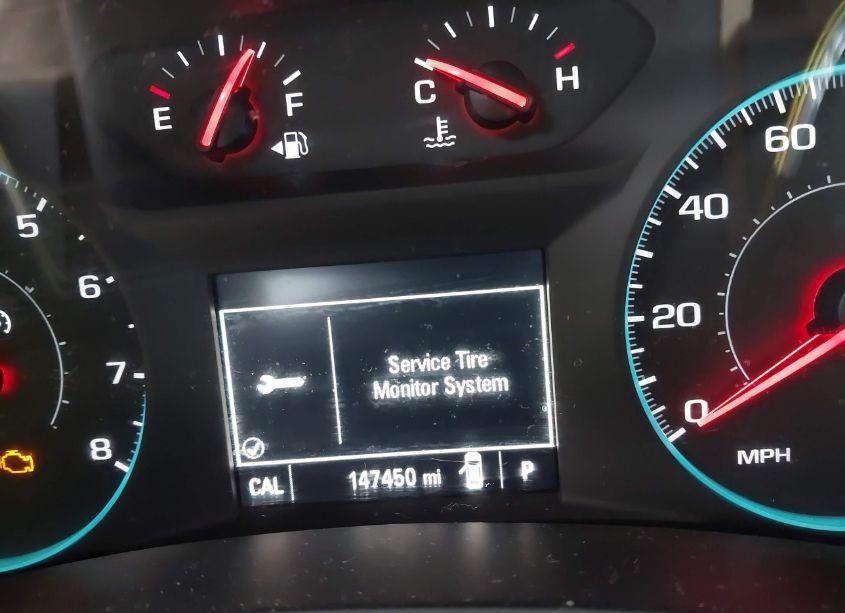 E
F
C
H
5
6
7
8
60
40
20
0
MPH
Service Tire
Monitor System
CAL
147450 mi
P